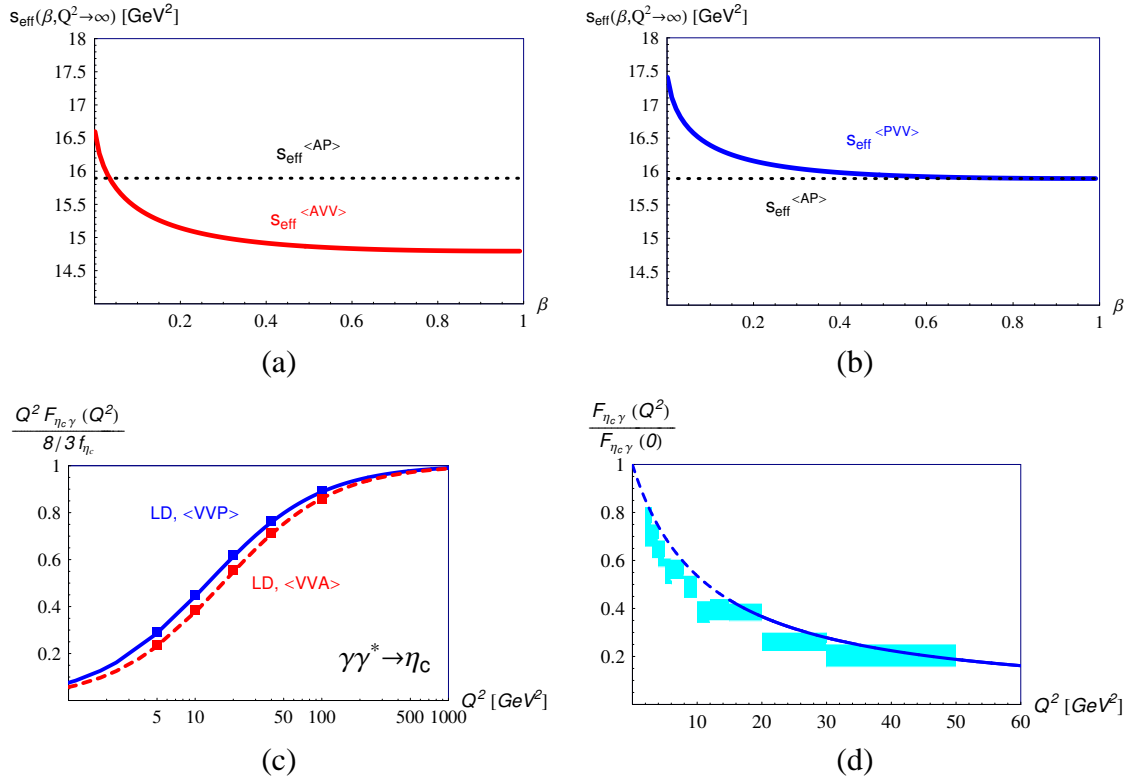 s_eff(β,Q²→∞) [GeV²]
18
17.5
17
16.5
16
15.5
15
14.5
s_eff^<AP>
s_eff^<AVV>
0.2 0.4 0.6 0.8 1 β
(a)
s_eff(β,Q²→∞) [GeV²]
18
17.5
17
16.5
16
15.5
15
14.5
s_eff^<PVV>
s_eff^<AP>
0.2 0.4 0.6 0.8 1 β
(b)
Q² F_ηcγ (Q²)
8/3 f_ηc
1
0.8
0.6
0.4
0.2
LD, <VVP>
LD, <VVA>
γγ*→ηc
5 10 50 100 500 1000 Q² [GeV²]
(c)
F_ηcγ (Q²)
F_ηcγ (0)
1
0.8
0.6
0.4
0.2
10 20 30 40 50 60 Q² [GeV²]
(d)